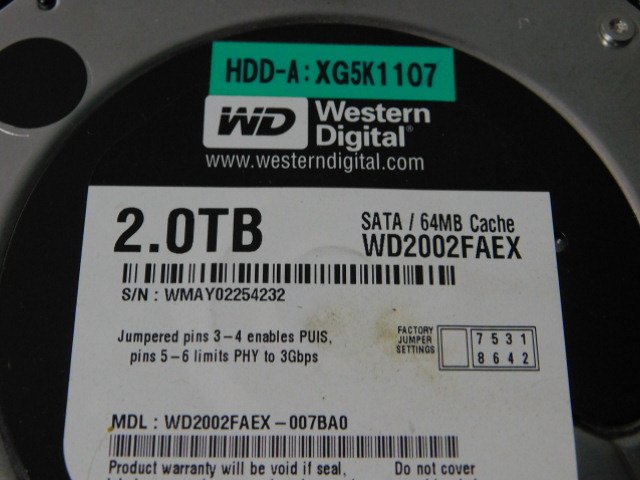 HDD-A:XG5K1107
WD Western
Digital®
www.westerndigital.com
2.0TB
SATA / 64MB Cache
WD2002FAEX
S/N : WMAY02254232
Jumpered pins 3-4 enables PUIS,
pins 5-6 limits PHY to 3Gbps
FACTORY
JUMPER
SETTINGS
7 5 3 1
8 6 4 2
MDL : WD2002FAEX-007BA0
Product warranty will be void if seal,
Do not cover